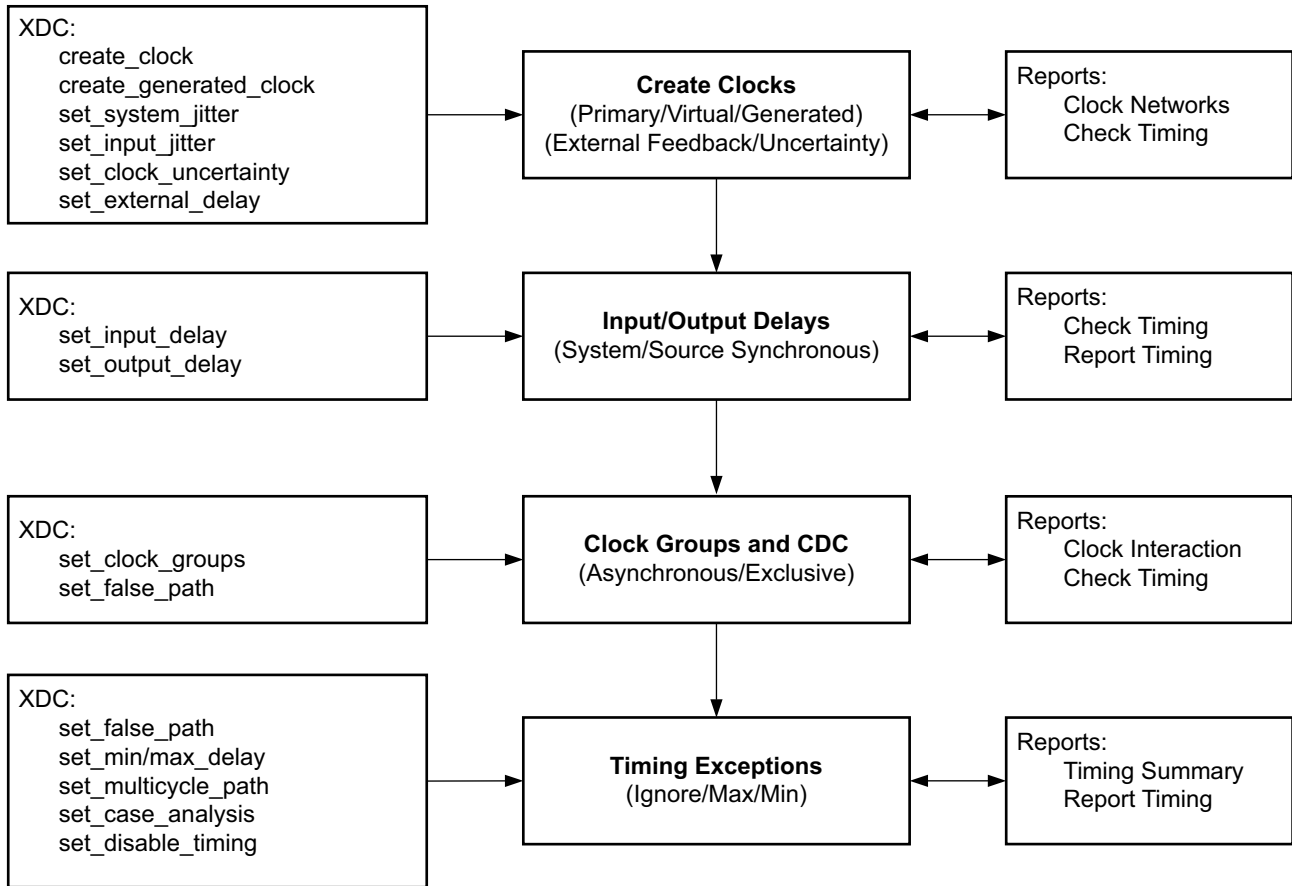 XDC:
create_clock
create_generated_clock
set_system_jitter
set_input_jitter
set_clock_uncertainty
set_external_delay
Create Clocks
(Primary/Virtual/Generated)
(External Feedback/Uncertainty)
Reports:
Clock Networks
Check Timing
XDC:
set_input_delay
set_output_delay
Input/Output Delays
(System/Source Synchronous)
Reports:
Check Timing
Report Timing
XDC:
set_clock_groups
set_false_path
Clock Groups and CDC
(Asynchronous/Exclusive)
Reports:
Clock Interaction
Check Timing
XDC:
set_false_path
set_min/max_delay
set_multicycle_path
set_case_analysis
set_disable_timing
Timing Exceptions
(Ignore/Max/Min)
Reports:
Timing Summary
Report Timing